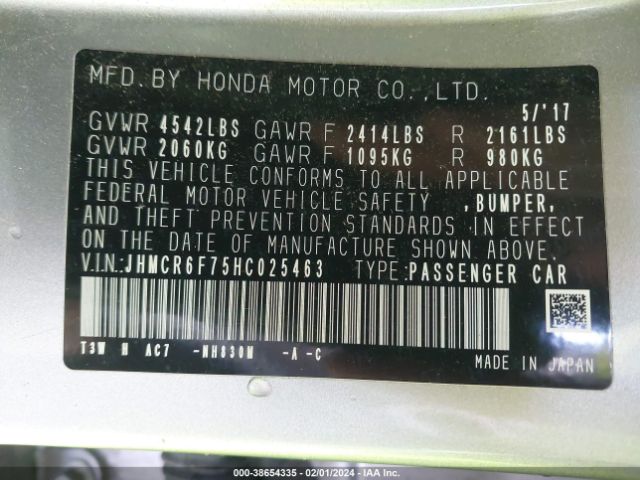 MFD.BY HONDA MOTOR CO.,LTD.
5/'17
GVWR 4542LBS GAWR F 2414LBS R 2161LBS
GVWR 2060KG GAWR F 1095KG R 980KG
THIS VEHICLE CONFORMS TO ALL APPLICABLE
FEDERAL MOTOR VEHICLE SAFETY ,BUMPER,
AND THEFT PREVENTION STANDARDS IN EFFECT
ON THE DATE OF MANUFACTURE SHOWN ABOVE.
V.I.N:JHMCR6F75HC025463 TYPE:PASSENGER CAR
T3W N AC7 -NH830M -A -C
MADE IN JAPAN
COPART: 38654335 - 02/01/2024 - IAA Inc.